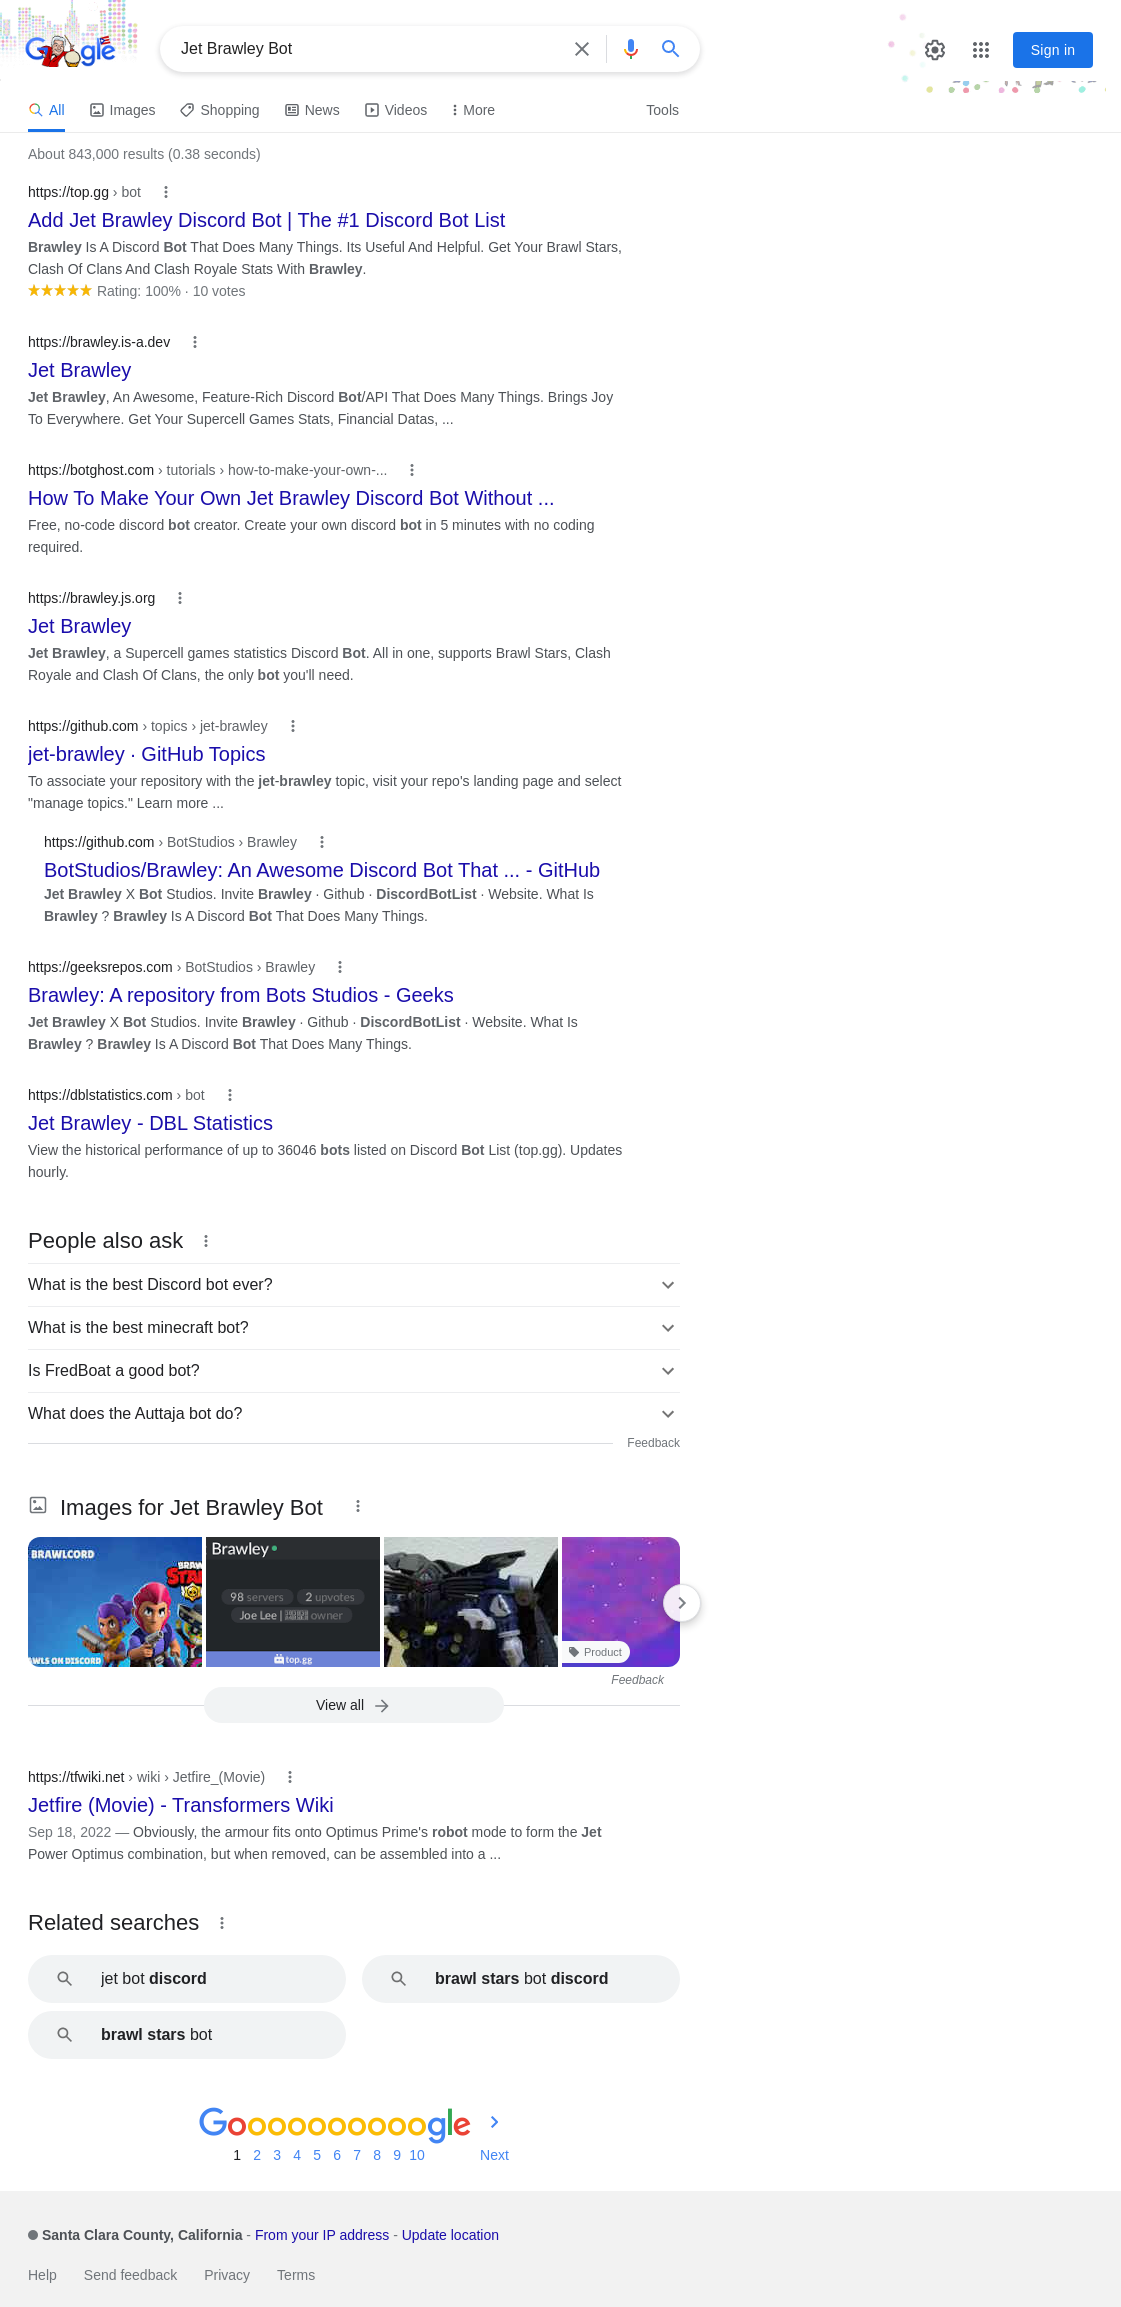 Google
Jet Brawley Bot
Sign in
All
Images
Shopping
News
Videos
More
Tools
About 843,000 results (0.38 seconds)
https://top.gg › bot
Add Jet Brawley Discord Bot | The #1 Discord Bot List
Brawley Is A Discord Bot That Does Many Things. Its Useful And Helpful. Get Your Brawl Stars,
Clash Of Clans And Clash Royale Stats With Brawley.
Rating: 100% · 10 votes
https://brawley.is-a.dev
Jet Brawley
Jet Brawley, An Awesome, Feature-Rich Discord Bot/API That Does Many Things. Brings Joy
To Everywhere. Get Your Supercell Games Stats, Financial Datas, ...
https://botghost.com › tutorials › how-to-make-your-own-...
How To Make Your Own Jet Brawley Discord Bot Without ...
Free, no-code discord bot creator. Create your own discord bot in 5 minutes with no coding
required.
https://brawley.js.org
Jet Brawley
Jet Brawley, a Supercell games statistics Discord Bot. All in one, supports Brawl Stars, Clash
Royale and Clash Of Clans, the only bot you'll need.
https://github.com › topics › jet-brawley
jet-brawley · GitHub Topics
To associate your repository with the jet-brawley topic, visit your repo's landing page and select
"manage topics." Learn more ...
https://github.com › BotStudios › Brawley
BotStudios/Brawley: An Awesome Discord Bot That ... - GitHub
Jet Brawley X Bot Studios. Invite Brawley · Github · DiscordBotList · Website. What Is
Brawley ? Brawley Is A Discord Bot That Does Many Things.
https://geeksrepos.com › BotStudios › Brawley
Brawley: A repository from Bots Studios - Geeks
Jet Brawley X Bot Studios. Invite Brawley · Github · DiscordBotList · Website. What Is
Brawley ? Brawley Is A Discord Bot That Does Many Things.
https://dblstatistics.com › bot
Jet Brawley - DBL Statistics
View the historical performance of up to 36046 bots listed on Discord Bot List (top.gg). Updates
hourly.
People also ask
What is the best Discord bot ever?
What is the best minecraft bot?
Is FredBoat a good bot?
What does the Auttaja bot do?
Feedback
Images for Jet Brawley Bot
BRAWLCORD
BRAW
STA
AWLS ON DISCORD
Brawley
98 servers
2 upvotes
Joe Lee | owner
top.gg
Product
Feedback
View all
https://tfwiki.net › wiki › Jetfire_(Movie)
Jetfire (Movie) - Transformers Wiki
Sep 18, 2022 — Obviously, the armour fits onto Optimus Prime's robot mode to form the Jet
Power Optimus combination, but when removed, can be assembled into a ...
Related searches
jet bot discord
brawl stars bot discord
brawl stars bot
Goooooooooogle
1 2 3 4 5 6 7 8 9 10 Next
Santa Clara County, California - From your IP address - Update location
Help Send feedback Privacy Terms